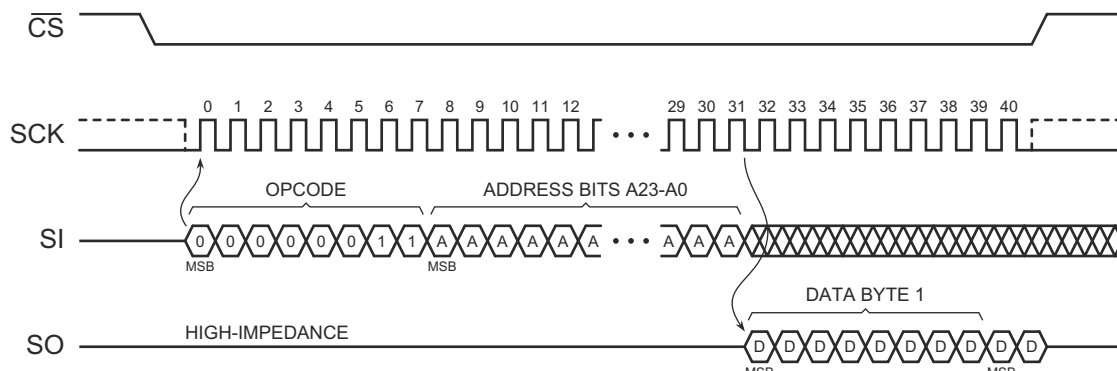 CS
0 1 2 3 4 5 6 7 8 9 10 11 12 29 30 31 32 33 34 35 36 37 38 39 40
SCK
OPCODE
ADDRESS BITS A23-A0
SI
0 0 0 0 0 0 1 1 A A A A A A A A A
MSB
MSB
DATA BYTE 1
HIGH-IMPEDANCE
SO
D D D D D D D D D D
MSB
MSB